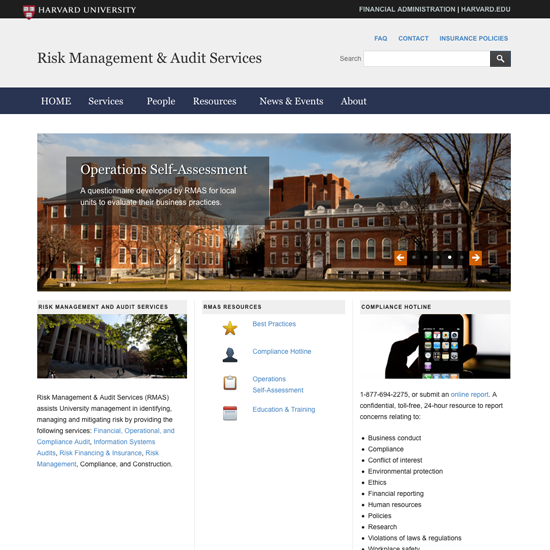 HARVARD UNIVERSITY
FINANCIAL ADMINISTRATION | HARVARD.EDU
FAQ CONTACT INSURANCE POLICIES
Risk Management & Audit Services
Search
HOME Services People Resources News & Events About
Operations Self-Assessment
A questionnaire developed by RMAS for local
units to evaluate their business practices.
RISK MANAGEMENT AND AUDIT SERVICES
Risk Management & Audit Services (RMAS)
assists University management in identifying,
managing and mitigating risk by providing the
following services: Financial, Operational, and
Compliance Audit, Information Systems
Audits, Risk Financing & Insurance, Risk
Management, Compliance, and Construction.
RMAS RESOURCES
Best Practices
Compliance Hotline
Operations
Self-Assessment
Education & Training
COMPLIANCE HOTLINE
1-877-694-2275, or submit an online report. A
confidential, toll-free, 24-hour resource to report
concerns relating to:
Business conduct
Compliance
Conflict of interest
Environmental protection
Ethics
Financial reporting
Human resources
Policies
Research
Violations of laws & regulations
Workplace safety